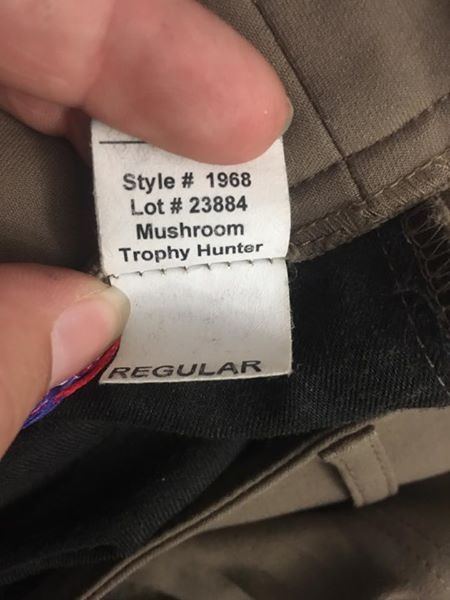 Style # 1968
Lot # 23884
Mushroom
Trophy Hunter
REGULAR